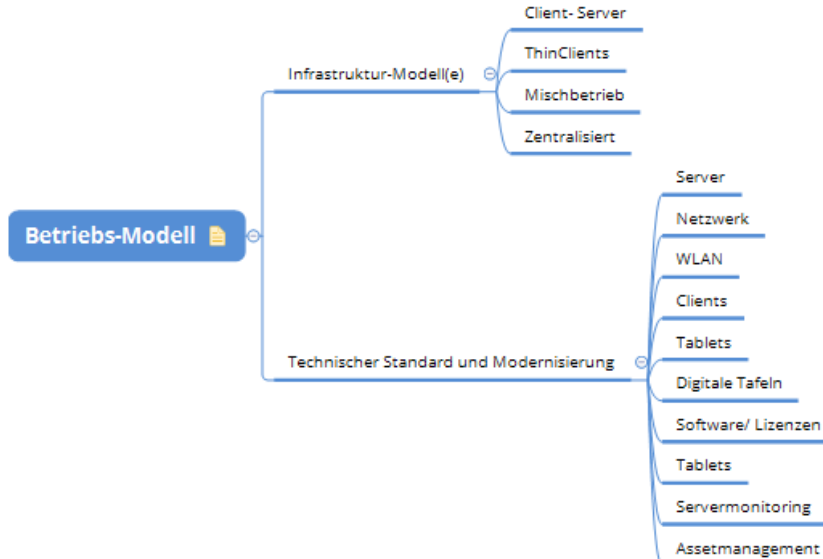 Betriebs-Modell
Infrastruktur-Modell(e)
Client- Server
ThinClients
Mischbetrieb
Zentralisiert
Technischer Standard und Modernisierung
Server
Netzwerk
WLAN
Clients
Tablets
Digitale Tafeln
Software/ Lizenzen
Tablets
Servermonitoring
Assetmanagement